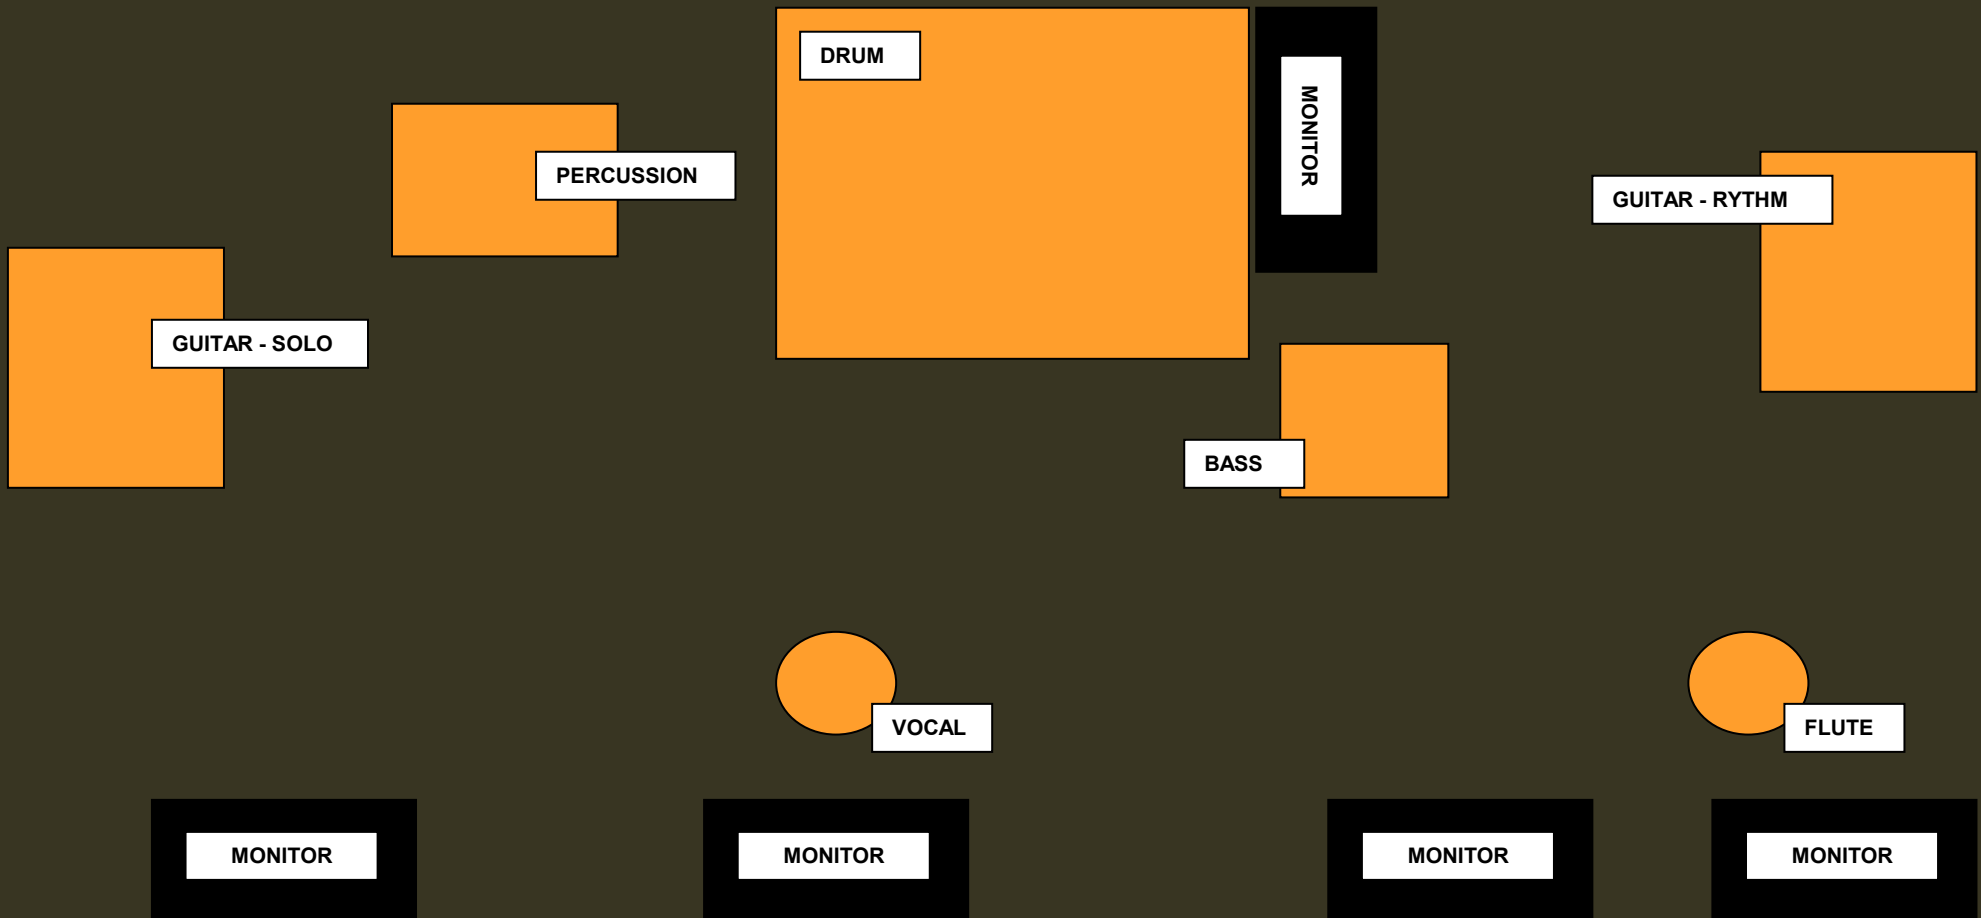 DRUM
MONITOR
PERCUSSION
GUITAR - RYTHM
GUITAR - SOLO
BASS
VOCAL
FLUTE
MONITOR
MONITOR
MONITOR
MONITOR